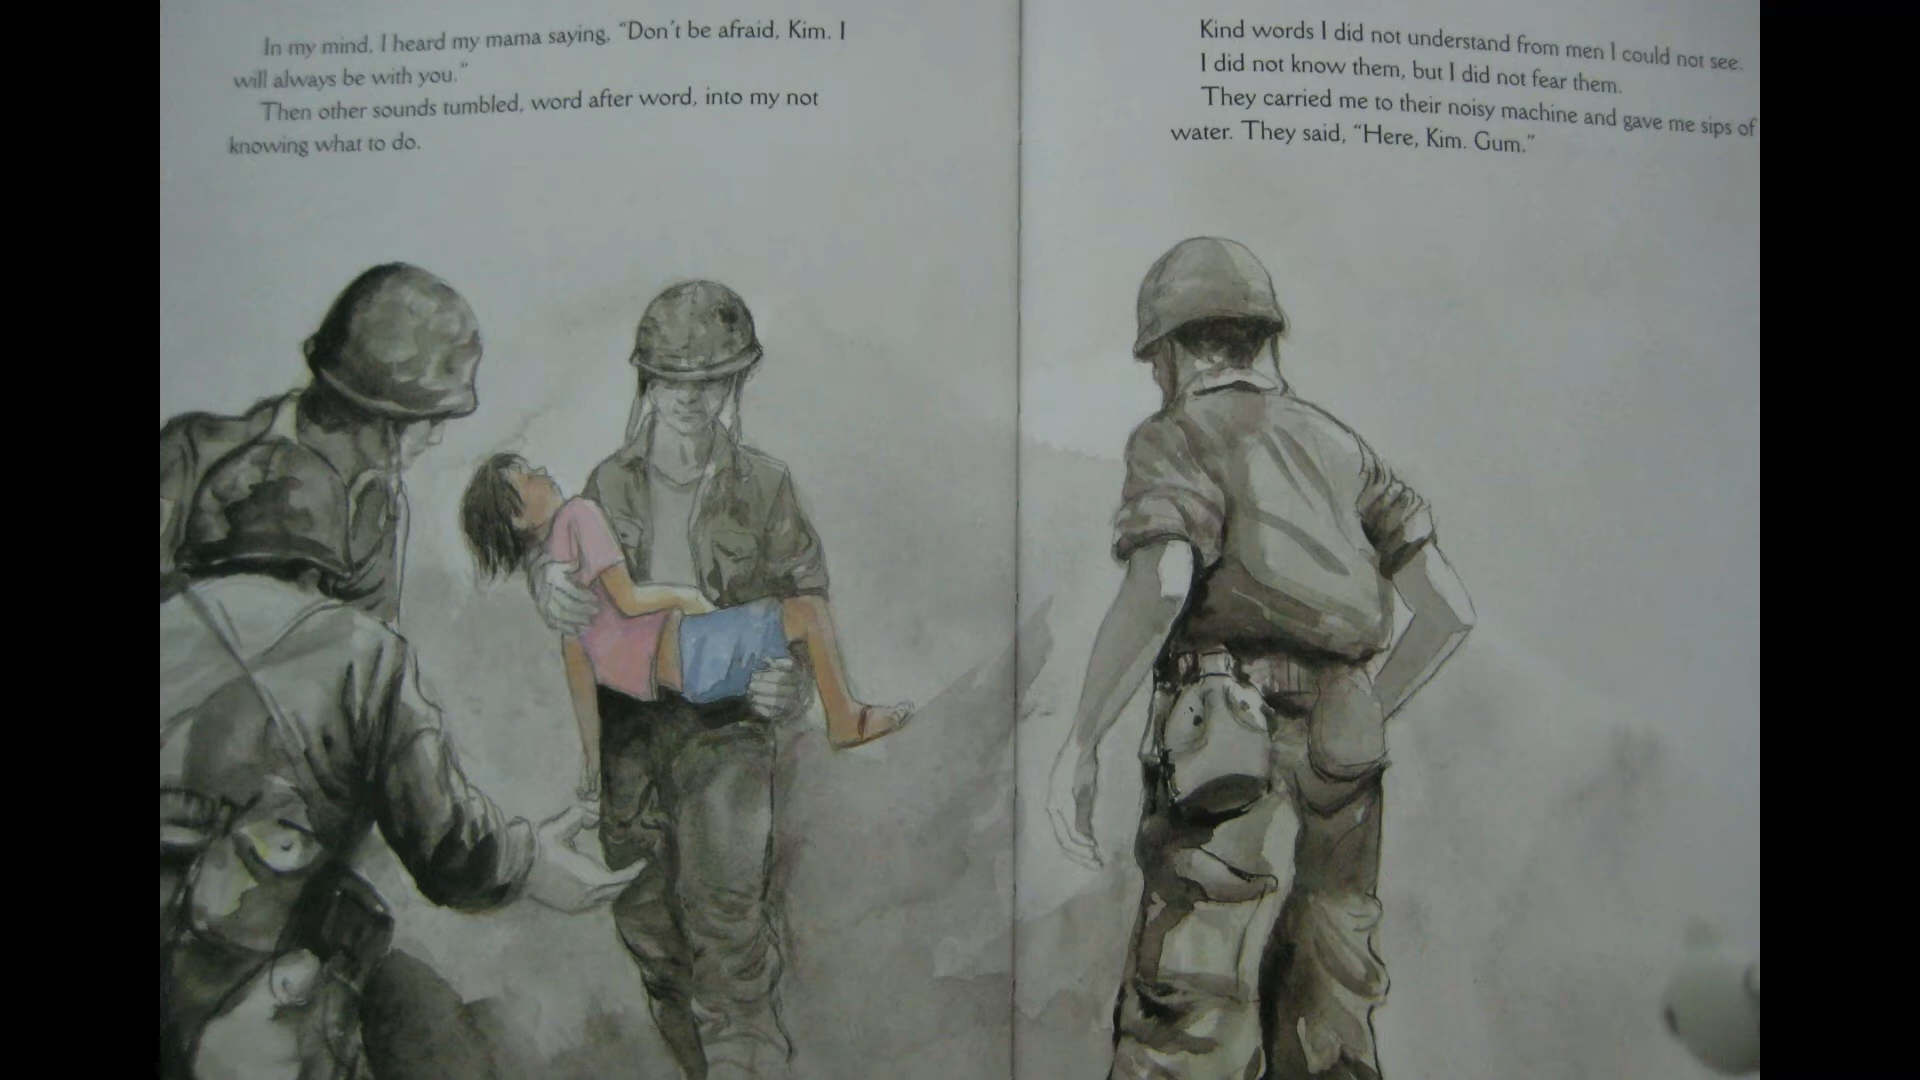 In my mind, I heard my mama saying, “Don't be afraid, Kim. I
will always be with you.”
Then other sounds tumbled, word after word, into my not
knowing what to do.
Kind words I did not understand from men I could not see.
I did not know them, but I did not fear them.
They carried me to their noisy machine and gave me sips of
water. They said, “Here, Kim. Gum.”